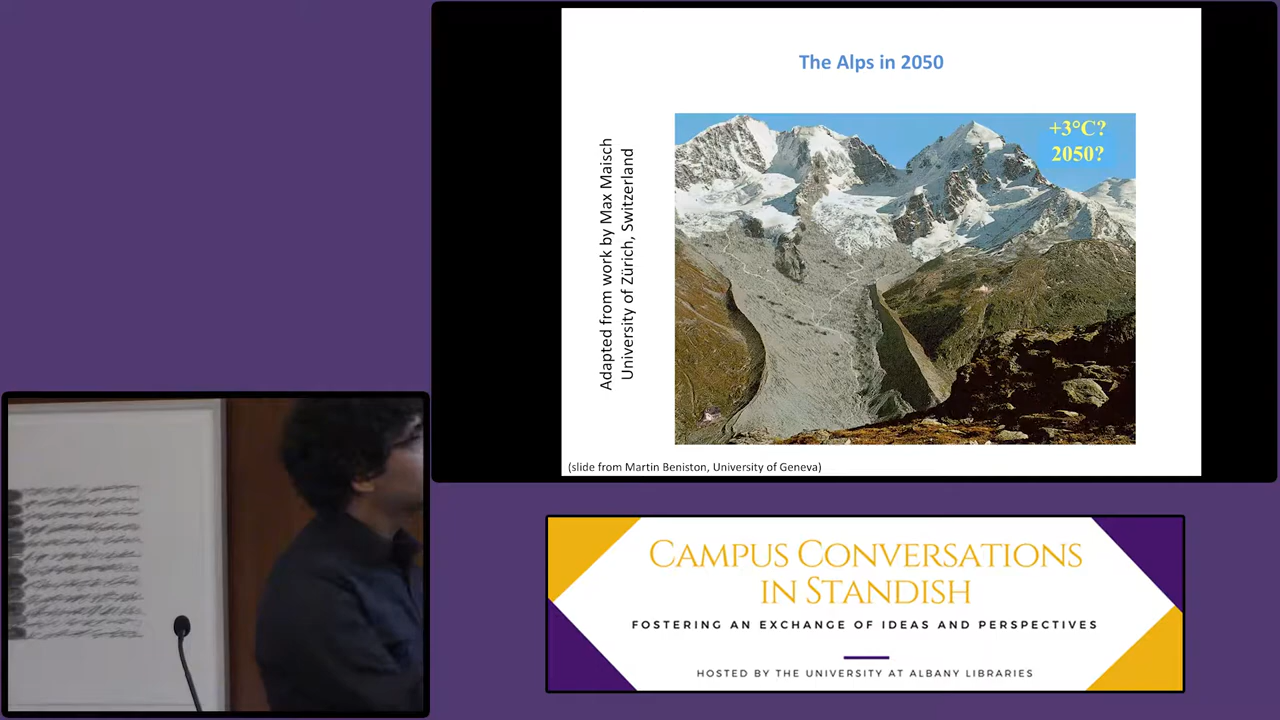 The Alps in 2050
+3°C?
2050?
Adapted from work by Max Maisch
University of Zürich, Switzerland
(slide from Martin Beniston, University of Geneva)
CAMPUS CONVERSATIONS
IN STANDISH
FOSTERING AN EXCHANGE OF IDEAS AND PERSPECTIVES
HOSTED BY THE UNIVERSITY AT ALBANY LIBRARIES